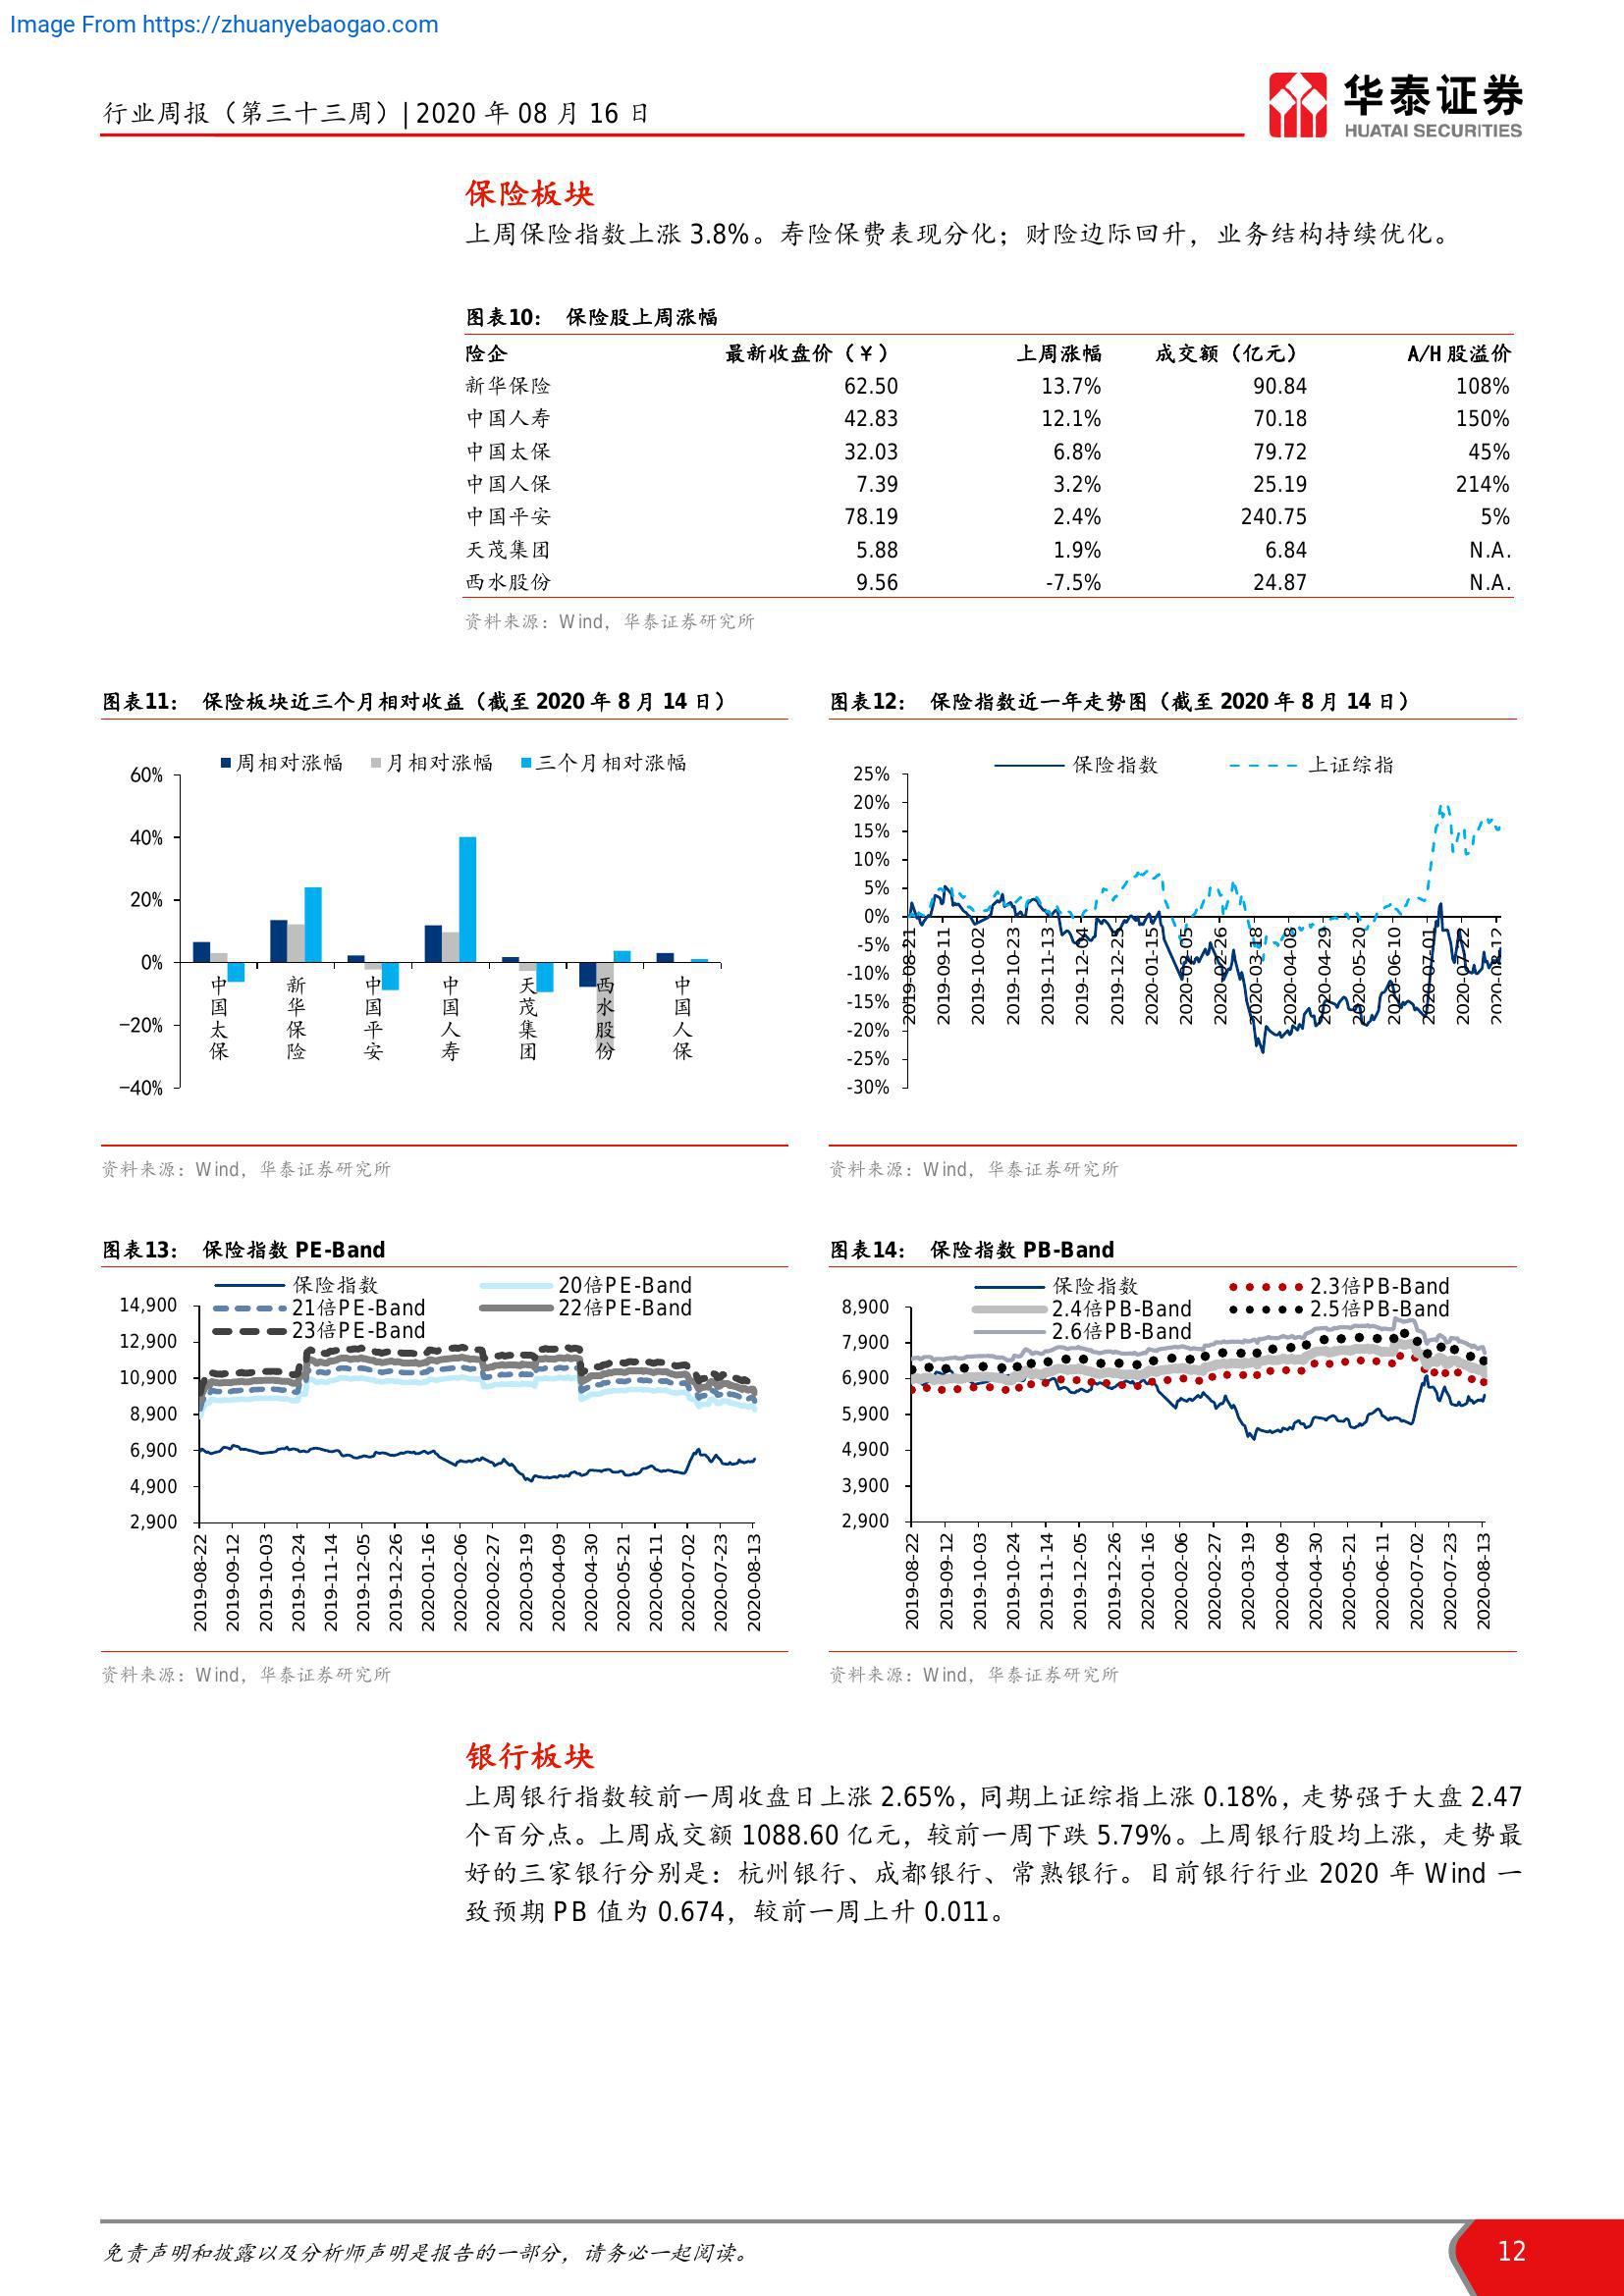 Image From https://zhuanyebaogao.com
行业周报（第三十三周）| 2020 年 08 月 16 日
华泰证券
HUATAI SECURITIES
保险板块
上周保险指数上涨 3.8%。寿险保费表现分化；财险边际回升，业务结构持续优化。
图表10： 保险股上周涨幅
险企 最新收盘价（¥） 上周涨幅 成交额（亿元） A/H 股溢价
新华保险 62.50 13.7% 90.84 108%
中国人寿 42.83 12.1% 70.18 150%
中国太保 32.03 6.8% 79.72 45%
中国人保 7.39 3.2% 25.19 214%
中国平安 78.19 2.4% 240.75 5%
天茂集团 5.88 1.9% 6.84 N.A.
西水股份 9.56 -7.5% 24.87 N.A.
资料来源：Wind，华泰证券研究所
图表11： 保险板块近三个月相对收益（截至 2020 年 8 月 14 日）
周相对涨幅 月相对涨幅 三个月相对涨幅
60%
40%
20%
0%
−20%
−40%
中国太保 新华保险 中国平安 中国人寿 天茂集团 西水股份 中国人保
资料来源：Wind，华泰证券研究所
图表12： 保险指数近一年走势图（截至 2020 年 8 月 14 日）
保险指数 上证综指
25%
20%
15%
10%
5%
0%
-5%
-10%
-15%
-20%
-25%
-30%
2019-08-21 2019-09-11 2019-10-02 2019-10-23 2019-11-13 2019-12-04 2019-12-25 2020-01-15 2020-02-05 2020-02-26 2020-03-18 2020-04-08 2020-04-29 2020-05-20 2020-06-10 2020-07-01 2020-07-22 2020-08-12
资料来源：Wind，华泰证券研究所
图表13： 保险指数 PE-Band
保险指数 20倍PE-Band
21倍PE-Band 22倍PE-Band
23倍PE-Band
14,900
12,900
10,900
8,900
6,900
4,900
2,900
2019-08-22 2019-09-12 2019-10-03 2019-10-24 2019-11-14 2019-12-05 2019-12-26 2020-01-16 2020-02-06 2020-02-27 2020-03-19 2020-04-09 2020-04-30 2020-05-21 2020-06-11 2020-07-02 2020-07-23 2020-08-13
资料来源：Wind，华泰证券研究所
图表14： 保险指数 PB-Band
保险指数 2.3倍PB-Band
2.4倍PB-Band 2.5倍PB-Band
2.6倍PB-Band
8,900
7,900
6,900
5,900
4,900
3,900
2,900
2019-08-22 2019-09-12 2019-10-03 2019-10-24 2019-11-14 2019-12-05 2019-12-26 2020-01-16 2020-02-06 2020-02-27 2020-03-19 2020-04-09 2020-04-30 2020-05-21 2020-06-11 2020-07-02 2020-07-23 2020-08-13
资料来源：Wind，华泰证券研究所
银行板块
上周银行指数较前一周收盘日上涨 2.65%，同期上证综指上涨 0.18%，走势强于大盘 2.47
个百分点。上周成交额 1088.60 亿元，较前一周下跌 5.79%。上周银行股均上涨，走势最
好的三家银行分别是：杭州银行、成都银行、常熟银行。目前银行行业 2020 年 Wind 一
致预期 PB 值为 0.674，较前一周上升 0.011。
免责声明和披露以及分析师声明是报告的一部分，请务必一起阅读。
12